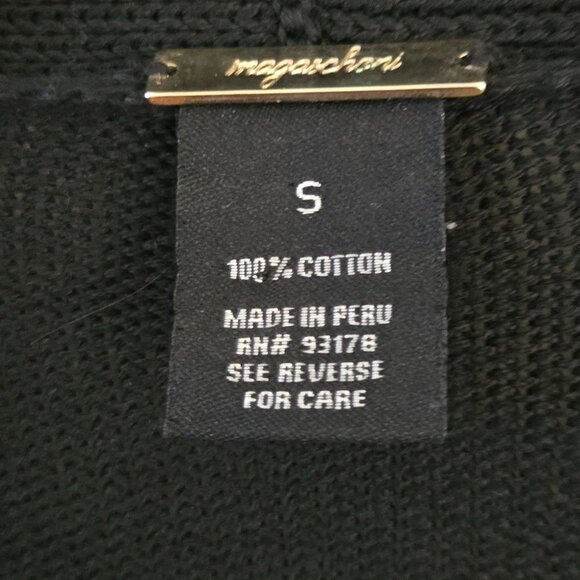 magaschoni
S
100% COTTON
MADE IN PERU
RN# 93178
SEE REVERSE
FOR CARE